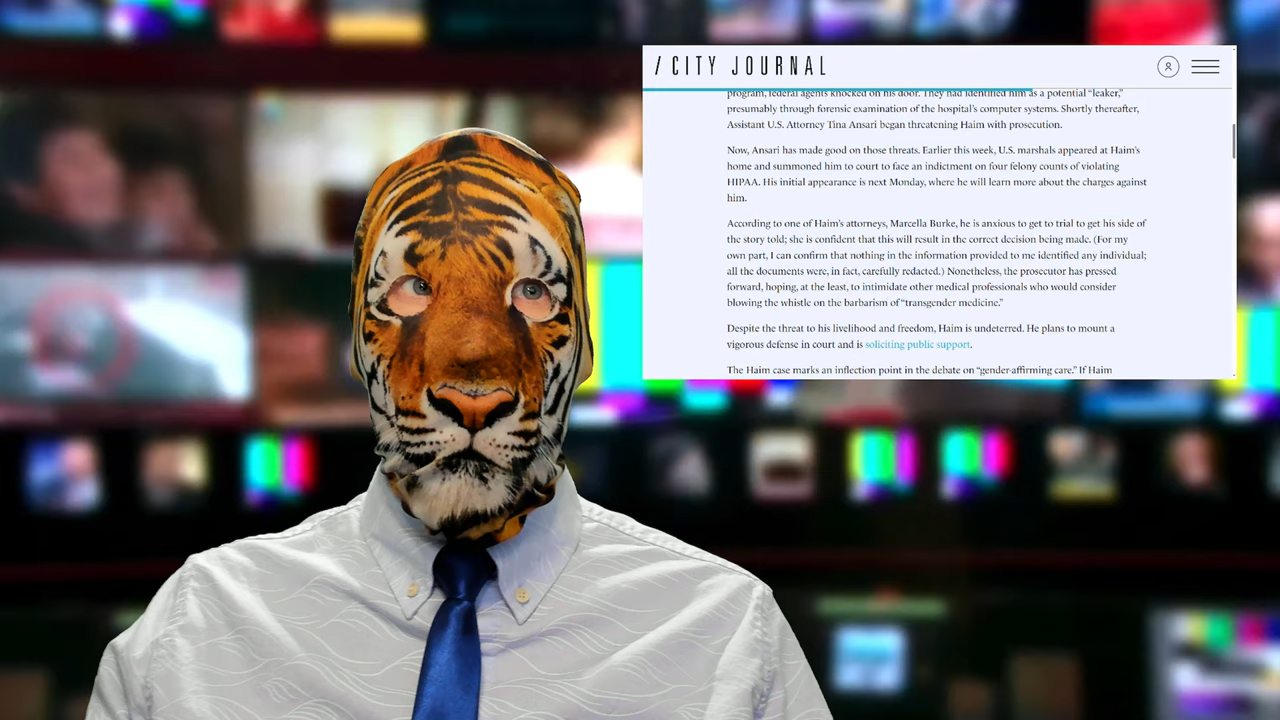 / CITY JOURNAL
program, federal agents knocked on his door. They had identified him as a potential “leaker,”
presumably through forensic examination of the hospital’s computer systems. Shortly thereafter,
Assistant U.S. Attorney Tina Ansari began threatening Haim with prosecution.
Now, Ansari has made good on those threats. Earlier this week, U.S. marshals appeared at Haim’s
home and summoned him to court to face an indictment on four felony counts of violating
HIPAA. His initial appearance is next Monday, where he will learn more about the charges against
him.
According to one of Haim’s attorneys, Marcella Burke, he is anxious to get to trial to get his side of
the story told; she is confident that this will result in the correct decision being made. (For my
own part, I can confirm that nothing in the information provided to me identified any individual;
all the documents were, in fact, carefully redacted.) Nonetheless, the prosecutor has pressed
forward, hoping, at the least, to intimidate other medical professionals who would consider
blowing the whistle on the barbarism of “transgender medicine.”
Despite the threat to his livelihood and freedom, Haim is undeterred. He plans to mount a
vigorous defense in court and is soliciting public support.
The Haim case marks an inflection point in the debate on “gender-affirming care.” If Haim